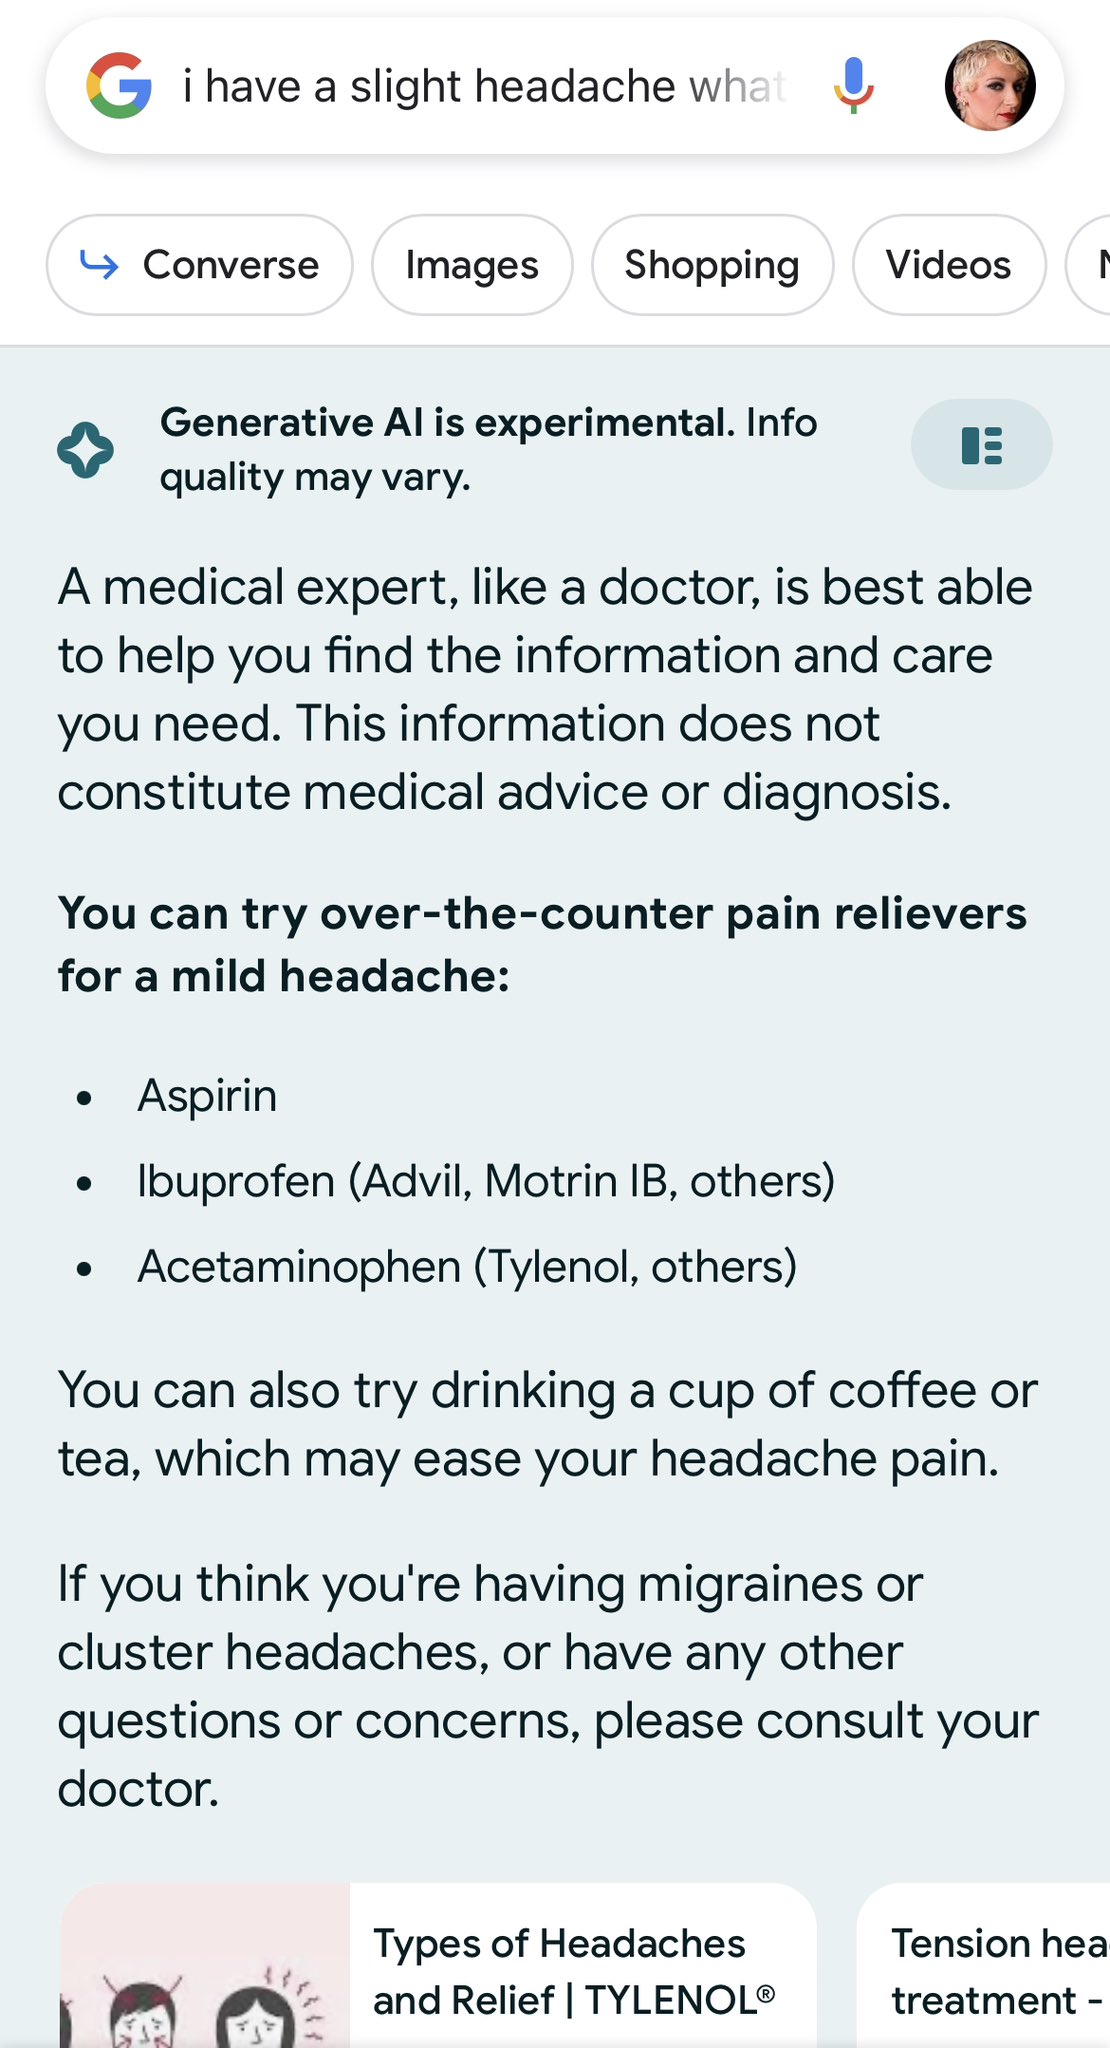 i have a slight headache what
Converse
Images
Shopping
Videos
Generative AI is experimental. Info
quality may vary.
A medical expert, like a doctor, is best able
to help you find the information and care
you need. This information does not
constitute medical advice or diagnosis.
You can try over-the-counter pain relievers
for a mild headache:
• Aspirin
• Ibuprofen (Advil, Motrin IB, others)
• Acetaminophen (Tylenol, others)
You can also try drinking a cup of coffee or
tea, which may ease your headache pain.
If you think you're having migraines or
cluster headaches, or have any other
questions or concerns, please consult your
doctor.
Types of Headaches
and Relief | TYLENOL®
Tension hea
treatment -